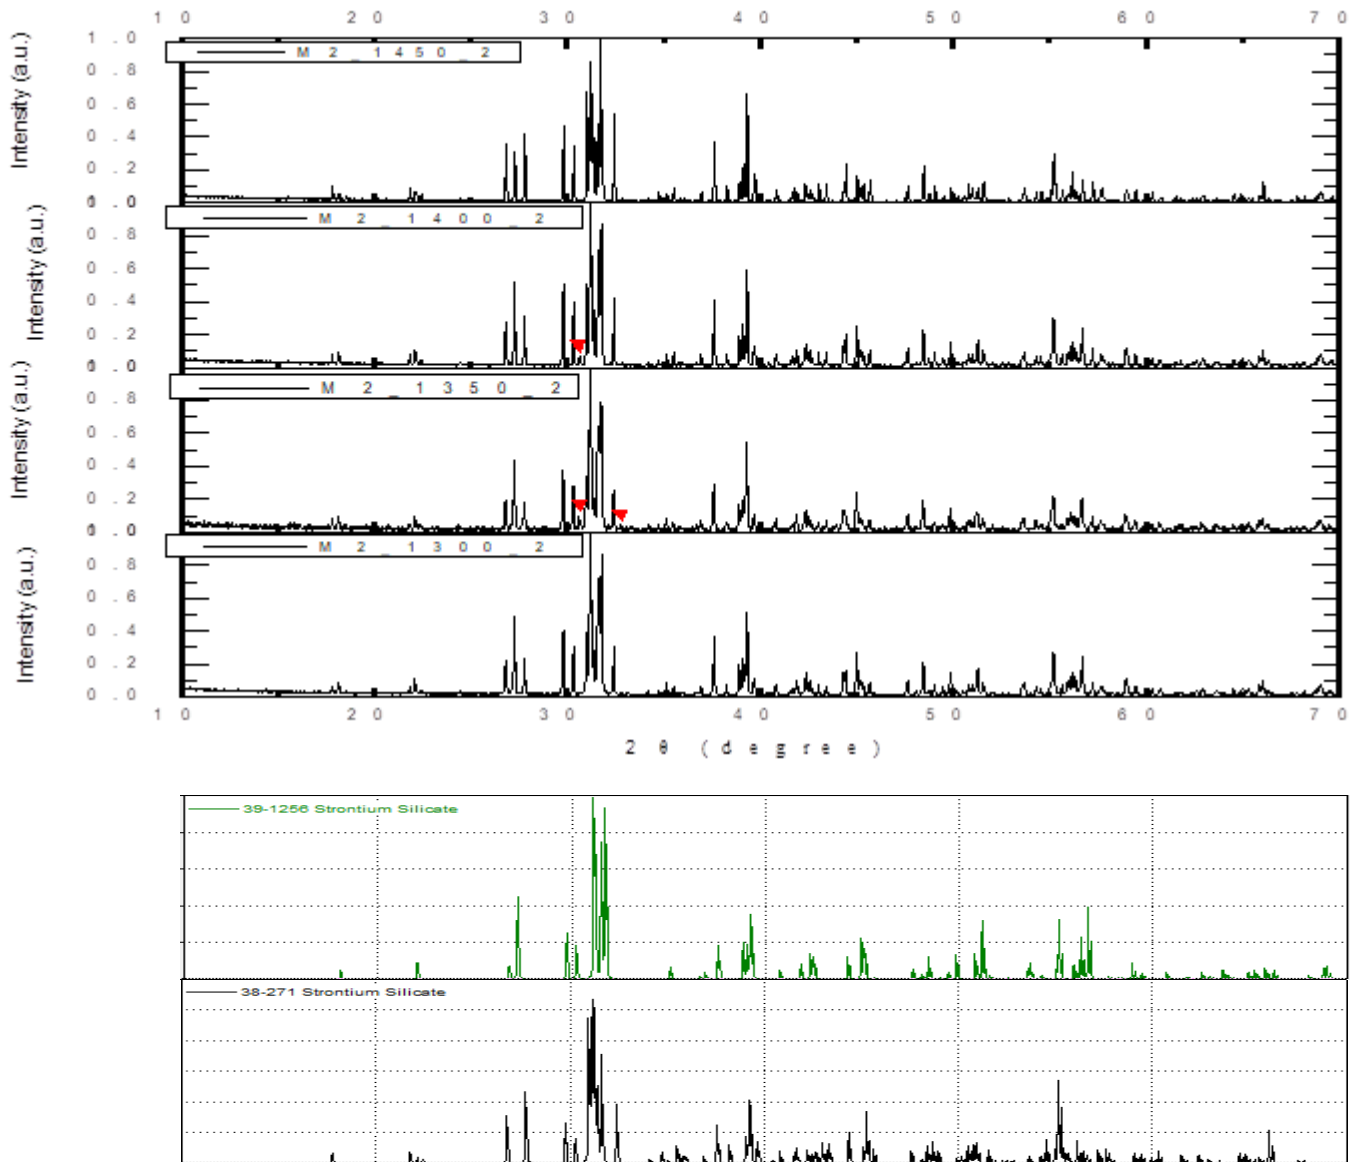 10 20 30 40 50 60 70
Intensity (a.u.)
1.0
M2_1450_2
0.8
0.6
0.4
0.2
0.0
Intensity (a.u.)
M2_1400_2
0.8
0.6
0.4
0.2
0.0
Intensity (a.u.)
M2_1350_2
0.8
0.6
0.4
0.2
0.0
Intensity (a.u.)
M2_1300_2
0.8
0.6
0.4
0.2
0.0
10 20 30 40 50 60 70
2θ (degree)
39-1256 Strontium Silicate
38-271 Strontium Silicate